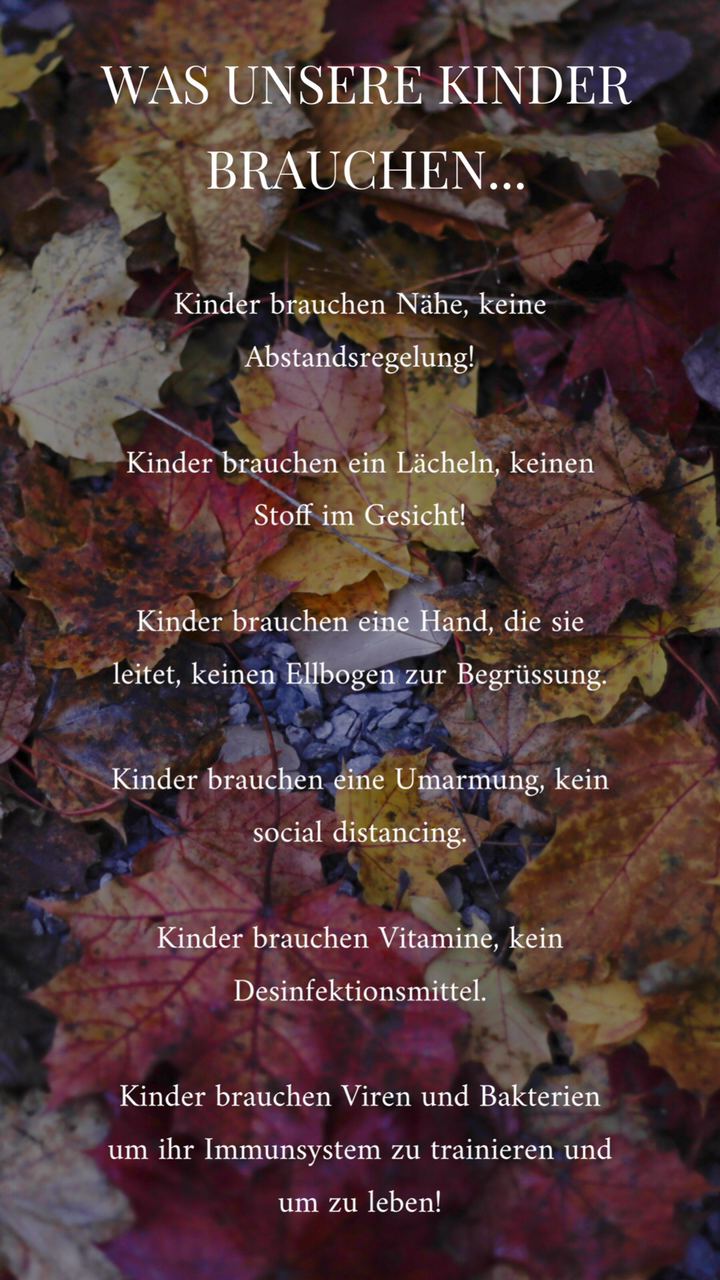 WAS UNSERE KINDER
BRAUCHEN...
Kinder brauchen Nähe, keine
Abstandsregelung!
Kinder brauchen ein Lächeln, keinen
Stoff im Gesicht!
Kinder brauchen eine Hand, die sie
leitet, keinen Ellbogen zur Begrüssung.
Kinder brauchen eine Umarmung, kein
social distancing.
Kinder brauchen Vitamine, kein
Desinfektionsmittel.
Kinder brauchen Viren und Bakterien
um ihr Immunsystem zu trainieren und
um zu leben!